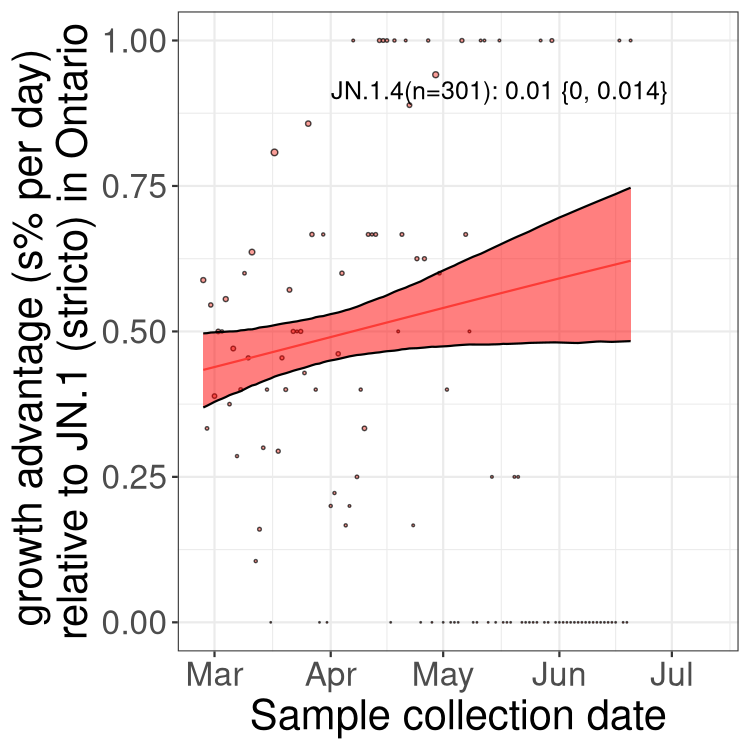 growth advantage (s% per day)
relative to JN.1 (stricto) in Ontario
1.00
0.75
0.50
0.25
0.00
JN.1.4(n=301): 0.01 {0, 0.014}
Mar Apr May Jun Jul
Sample collection date